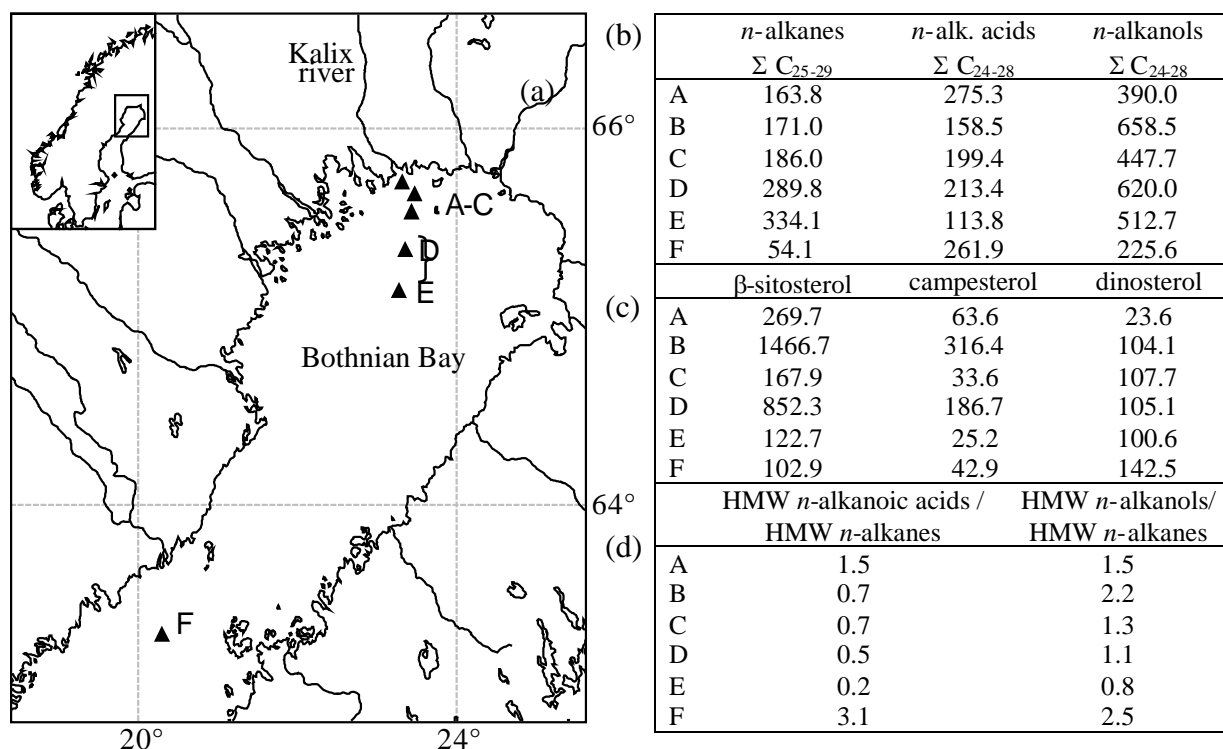 Kalix
river
(a)
66°
A-C
D
E
Bothnian Bay
64°
F
20°
24°
(b)
n-alkanes n-alk. acids n-alkanols
Σ C25-29 Σ C24-28 Σ C24-28
A 163.8 275.3 390.0
B 171.0 158.5 658.5
C 186.0 199.4 447.7
D 289.8 213.4 620.0
E 334.1 113.8 512.7
F 54.1 261.9 225.6
(c)
β-sitosterol campesterol dinosterol
A 269.7 63.6 23.6
B 1466.7 316.4 104.1
C 167.9 33.6 107.7
D 852.3 186.7 105.1
E 122.7 25.2 100.6
F 102.9 42.9 142.5
(d)
HMW n-alkanoic acids / HMW n-alkanols/
HMW n-alkanes HMW n-alkanes
A 1.5 1.5
B 0.7 2.2
C 0.7 1.3
D 0.5 1.1
E 0.2 0.8
F 3.1 2.5